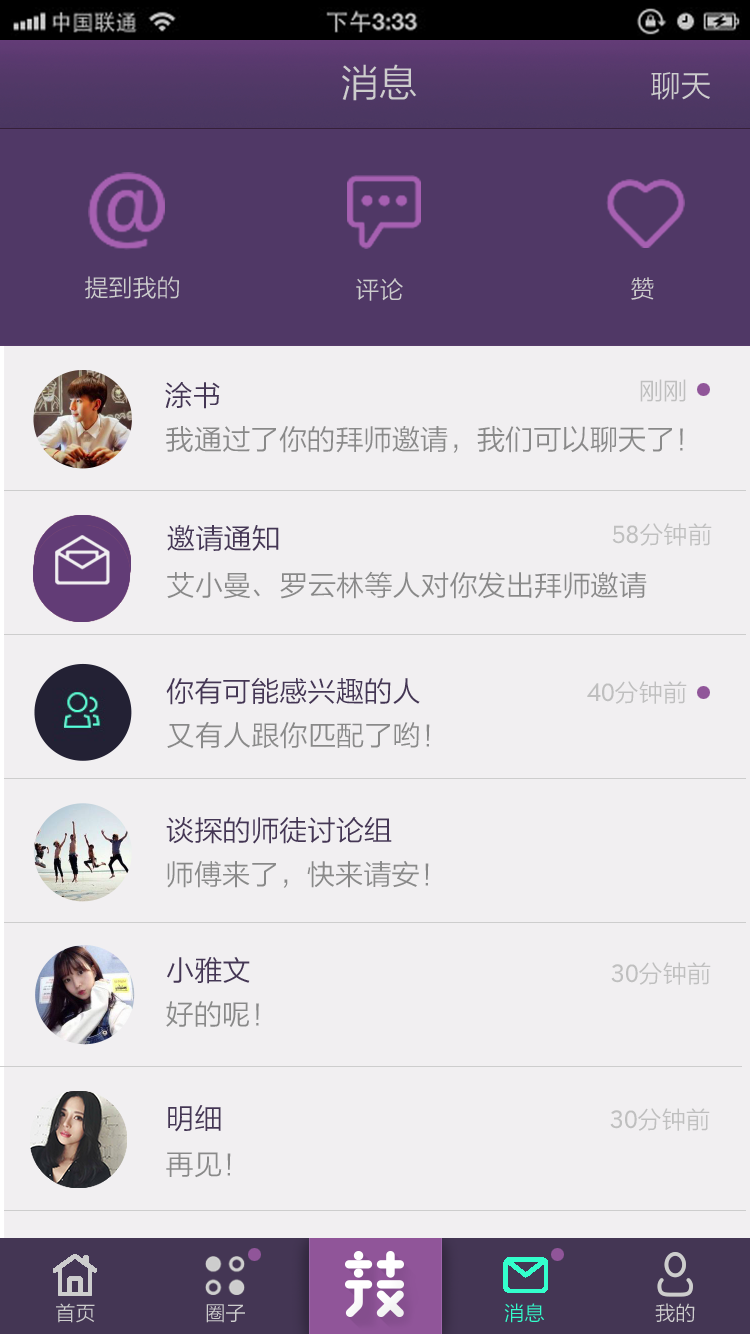 中国联通 下午3:33
消息 聊天
@
提到我的 评论 赞
涂书 刚刚
我通过了你的拜师邀请，我们可以聊天了！
邀请通知 58分钟前
艾小曼、罗云林等人对你发出拜师邀请
你有可能感兴趣的人 40分钟前
又有人跟你匹配了哟！
谈探的师徒讨论组
师傅来了，快来请安！
小雅文 30分钟前
好的呢！
明细 30分钟前
再见！
技
首页 圈子 消息 我的